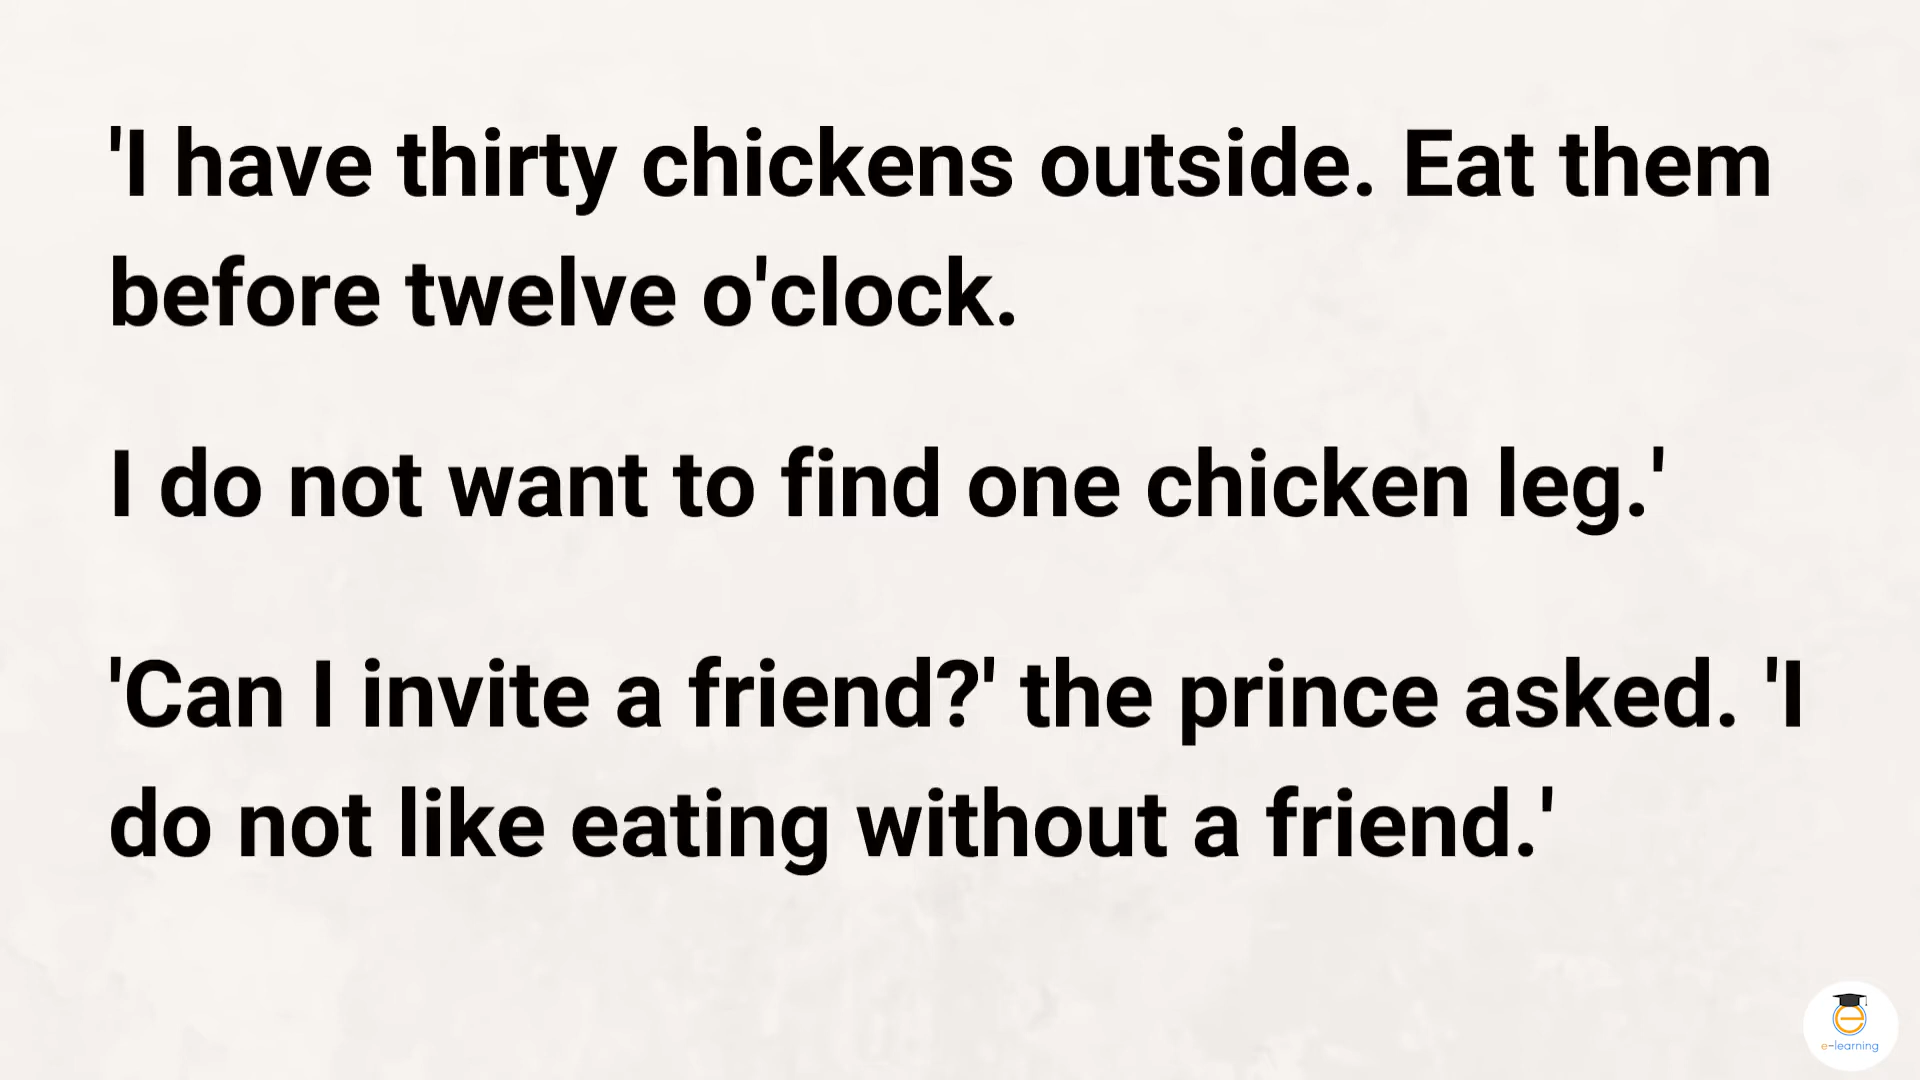 'I have thirty chickens outside. Eat them
before twelve o'clock.
I do not want to find one chicken leg.'
'Can I invite a friend?' the prince asked. 'I
do not like eating without a friend.'
e-learning